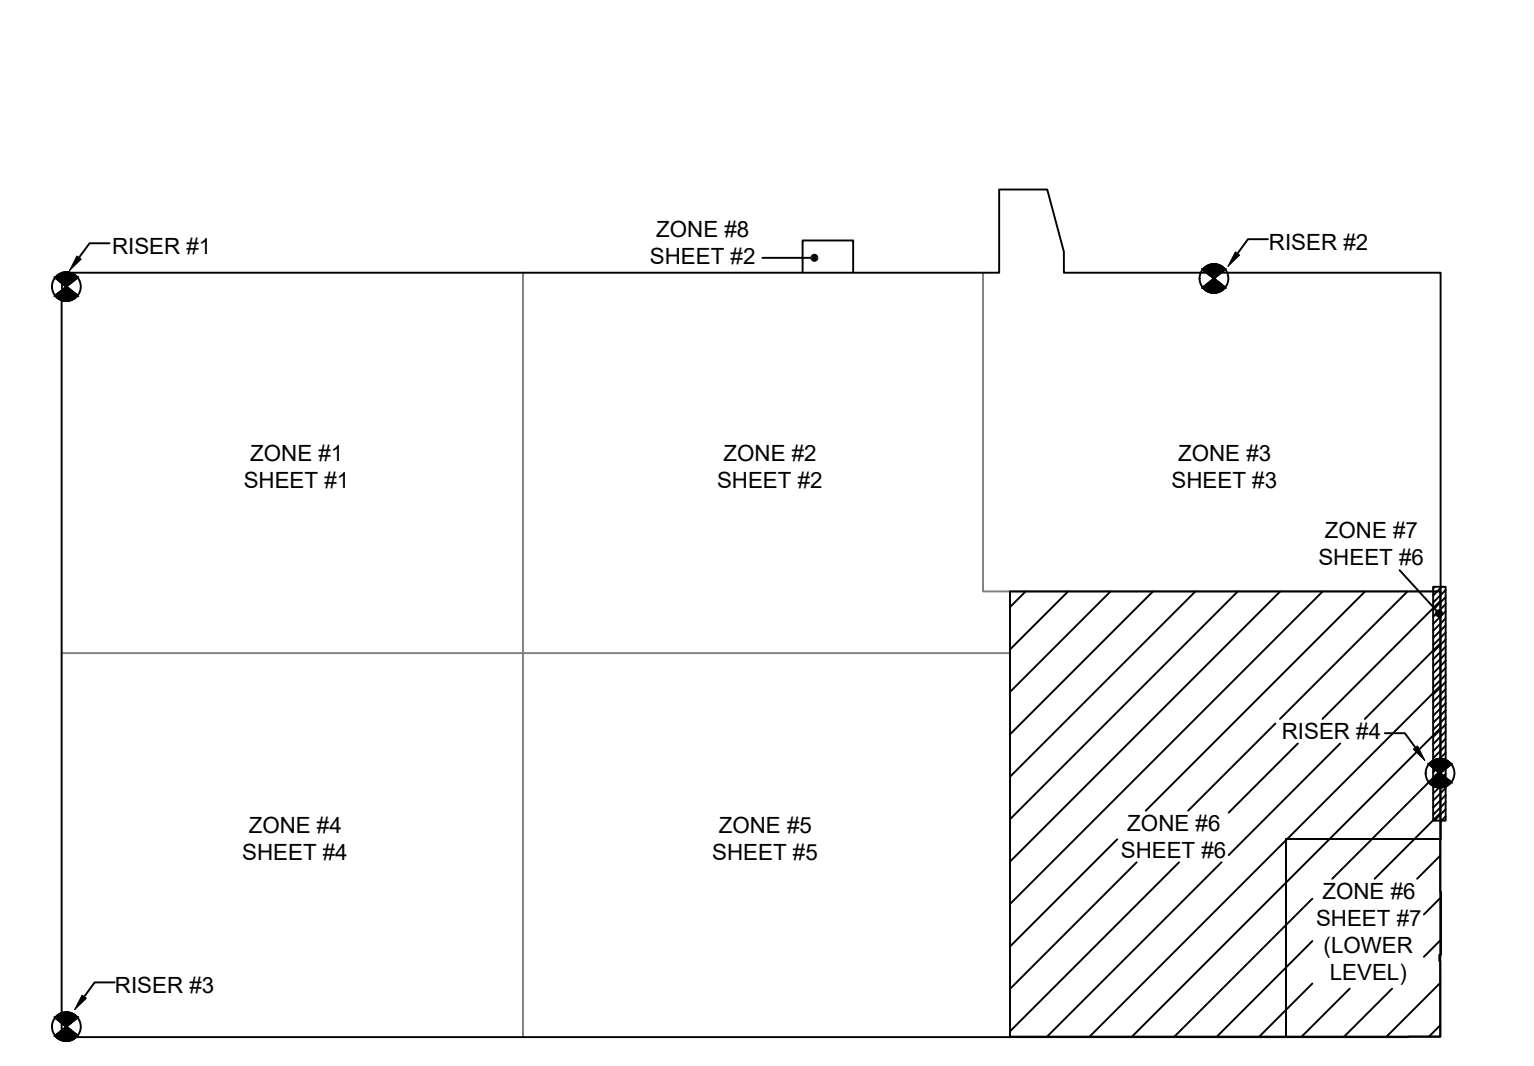 ZONE #8
SHEET #2
RISER #1
RISER #2
ZONE #1
SHEET #1
ZONE #2
SHEET #2
ZONE #3
SHEET #3
ZONE #7
SHEET #6
RISER #4
ZONE #4
SHEET #4
ZONE #5
SHEET #5
ZONE #6
SHEET #6
ZONE #6
SHEET #7
(LOWER
LEVEL)
RISER #3